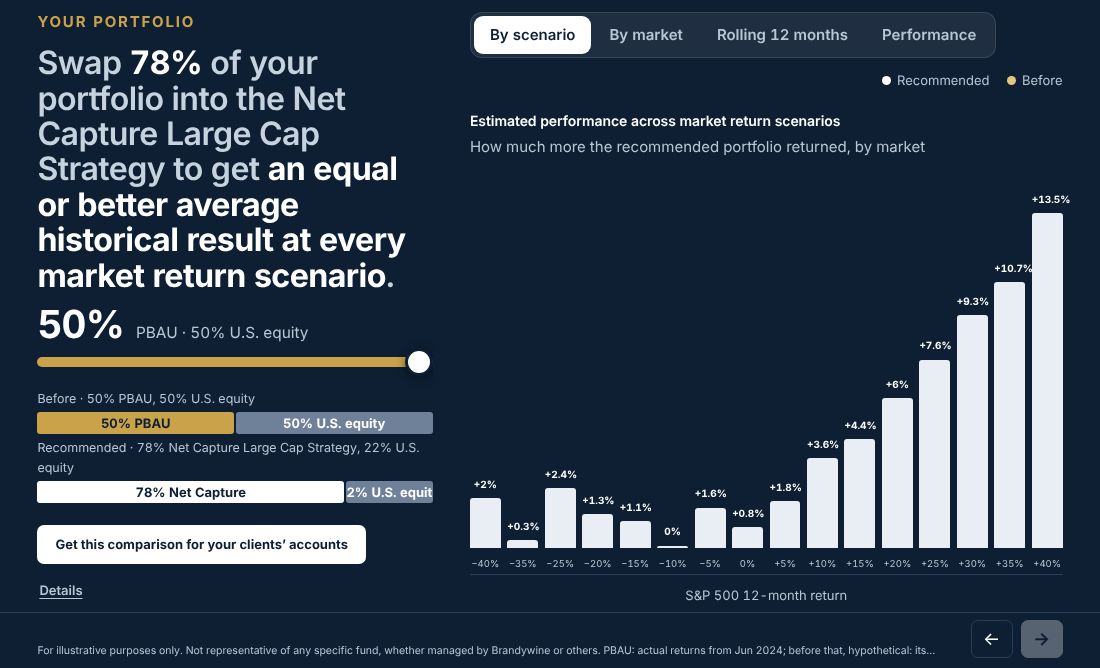 YOUR PORTFOLIO
Swap 78% of your
portfolio into the Net
Capture Large Cap
Strategy to get an equal
or better average
historical result at every
market return scenario.
50% PBAU · 50% U.S. equity
Before · 50% PBAU, 50% U.S. equity
50% PBAU 50% U.S. equity
Recommended · 78% Net Capture Large Cap Strategy, 22% U.S.
equity
78% Net Capture 2% U.S. equit
Get this comparison for your clients’ accounts
Details
By scenario By market Rolling 12 months Performance
Recommended Before
Estimated performance across market return scenarios
How much more the recommended portfolio returned, by market
+2% +0.3% +2.4% +1.3% +1.1% 0% +1.6% +0.8% +1.8% +3.6% +4.4% +6% +7.6% +9.3% +10.7% +13.5%
−40% −35% −25% −20% −15% −10% −5% 0% +5% +10% +15% +20% +25% +30% +35% +40%
S&P 500 12-month return
For illustrative purposes only. Not representative of any specific fund, whether managed by Brandywine or others. PBAU: actual returns from Jun 2024; before that, hypothetical: its…